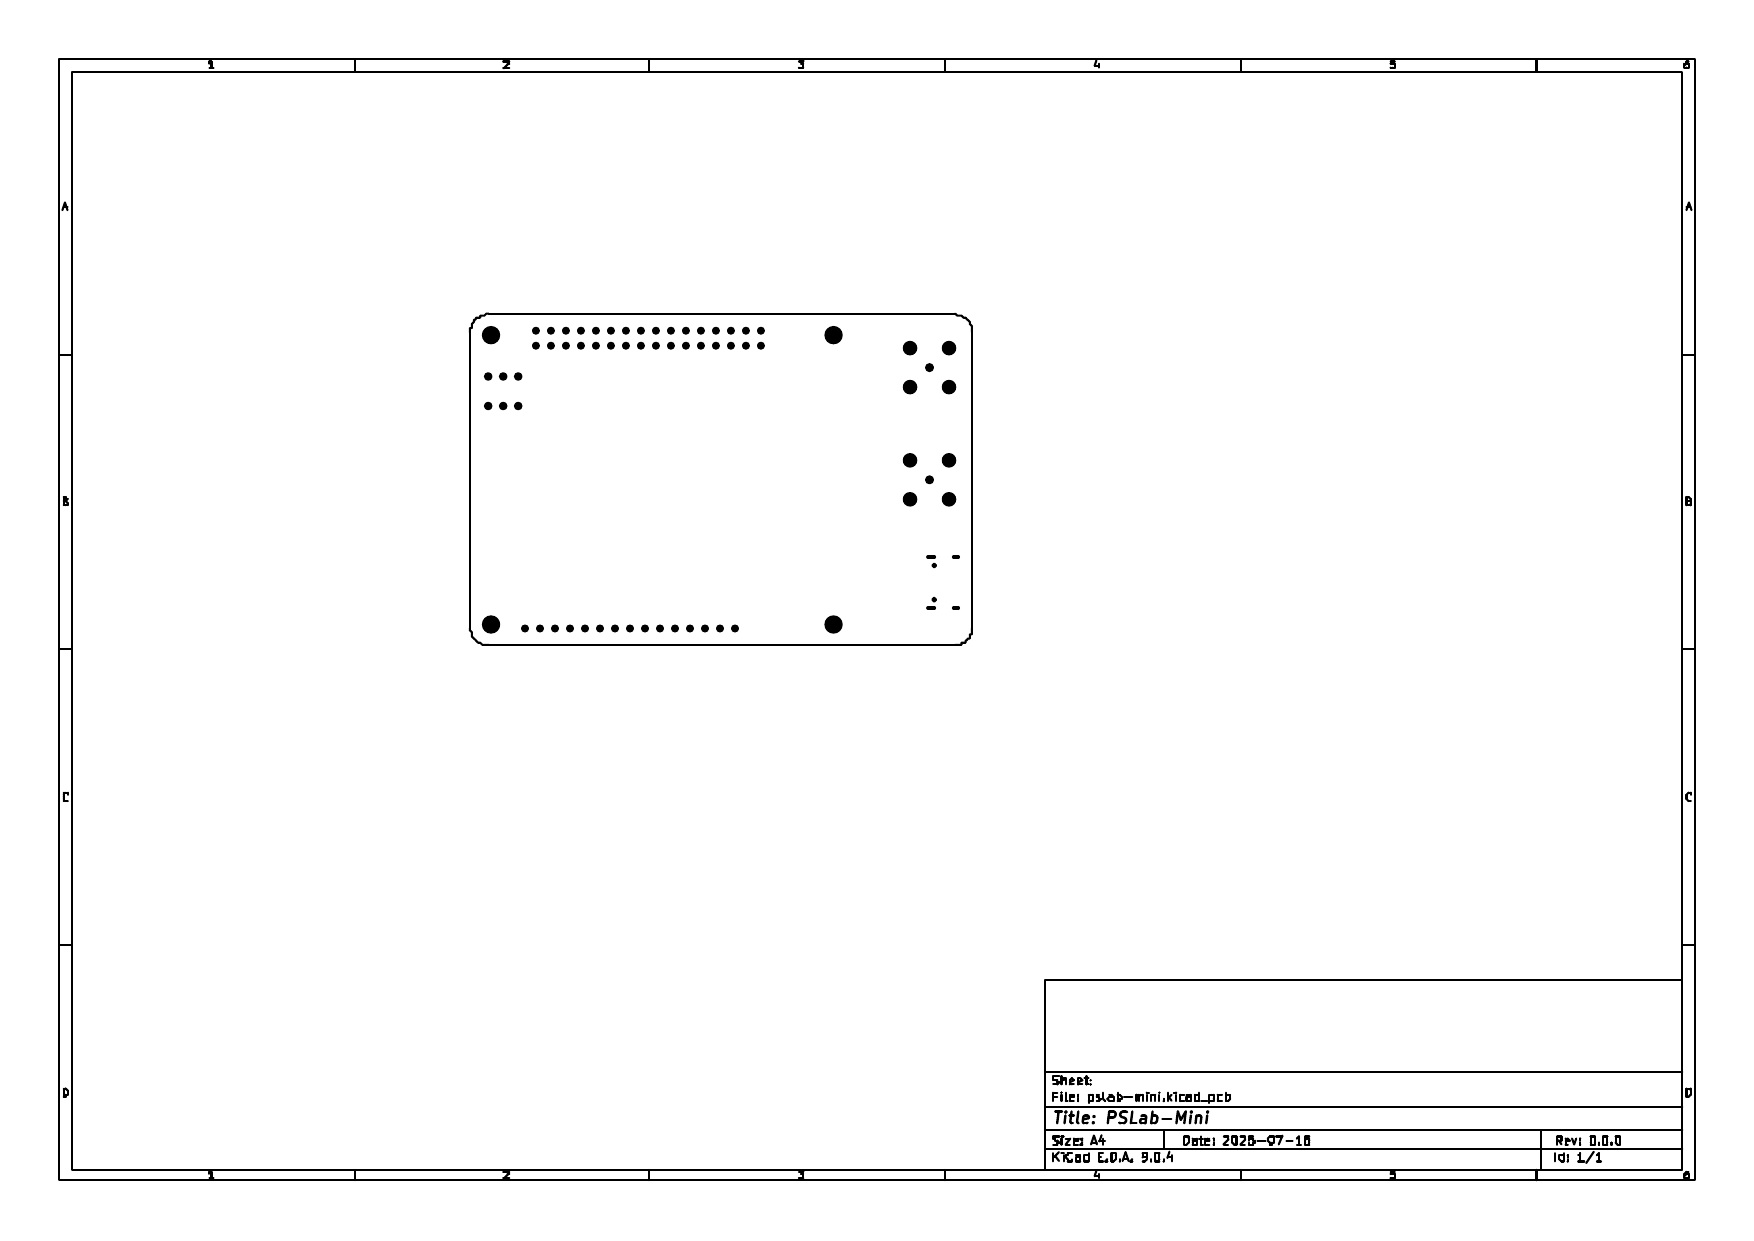 1 2 3 4 5 6
A A
B B
C C
D D
Sheet:
File: pslab-mini.kicad_pcb
Title: PSLab-Mini
Size: A4 Date: 2025-07-18 Rev: 0.0.0
KiCad E.D.A. 9.0.4 Id: 1/1
1 2 3 4 5 6